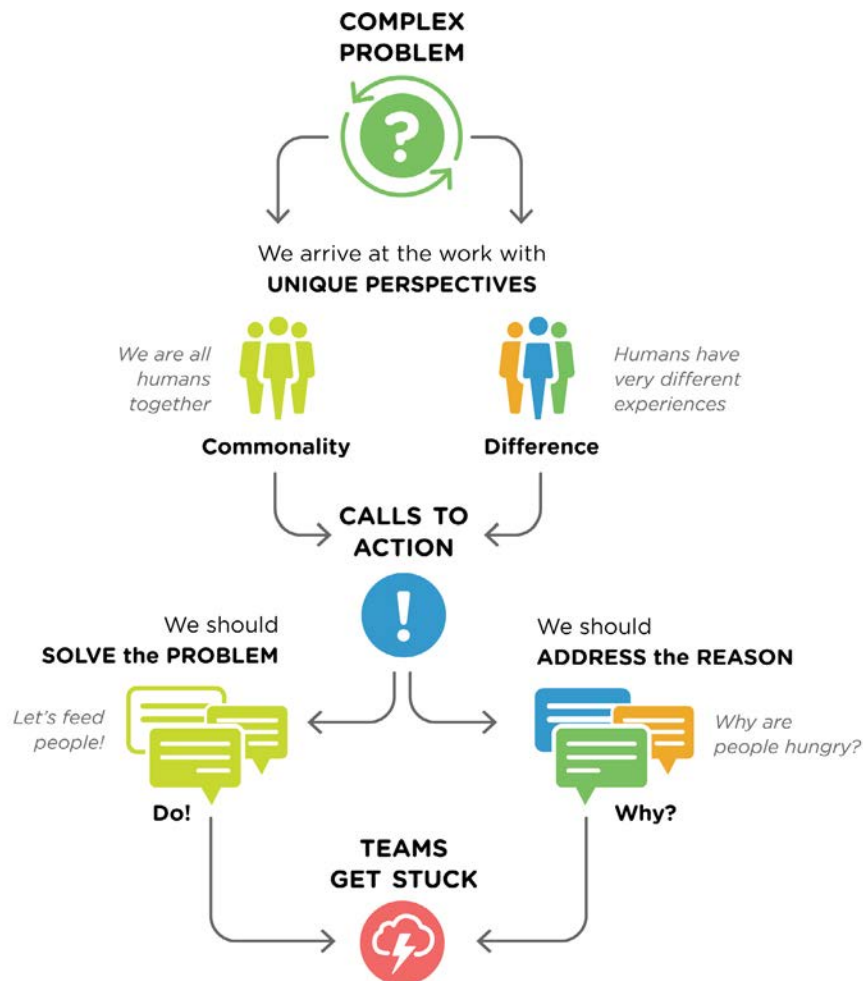 COMPLEX
PROBLEM
?
We arrive at the work with
UNIQUE PERSPECTIVES
We are all
humans
together
Humans have
very different
experiences
Commonality
Difference
CALLS TO
ACTION
!
We should
SOLVE the PROBLEM
We should
ADDRESS the REASON
Let's feed
people!
Why are
people hungry?
Do!
Why?
TEAMS
GET STUCK